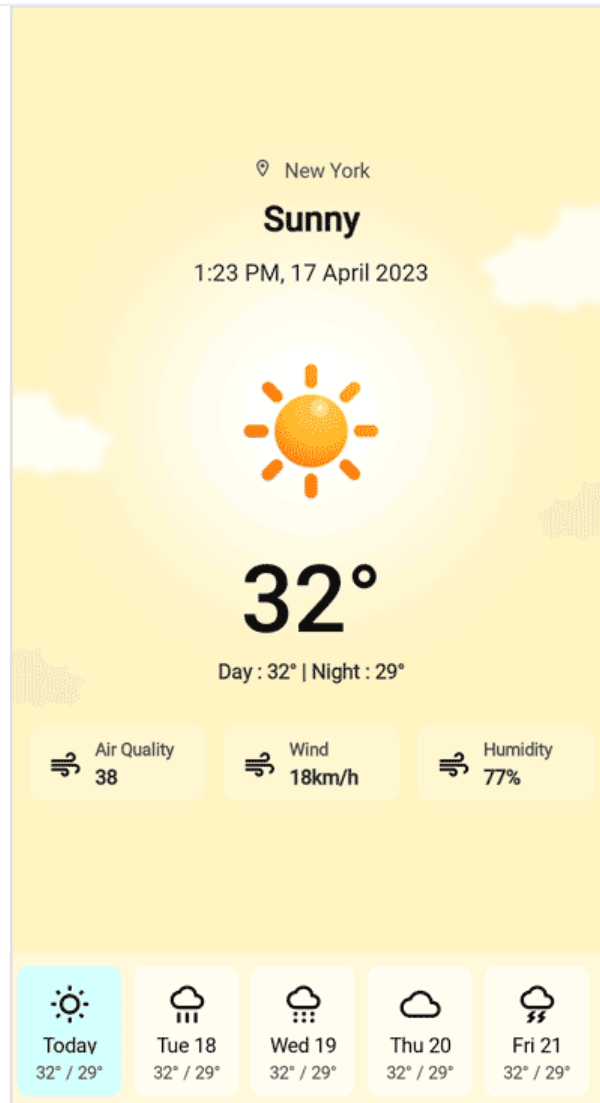 New York
Sunny
1:23 PM, 17 April 2023
32°
Day : 32° | Night : 29°
Air Quality
38
Wind
18km/h
Humidity
77%
Today
32° / 29°
Tue 18
32° / 29°
Wed 19
32° / 29°
Thu 20
32° / 29°
Fri 21
32° / 29°